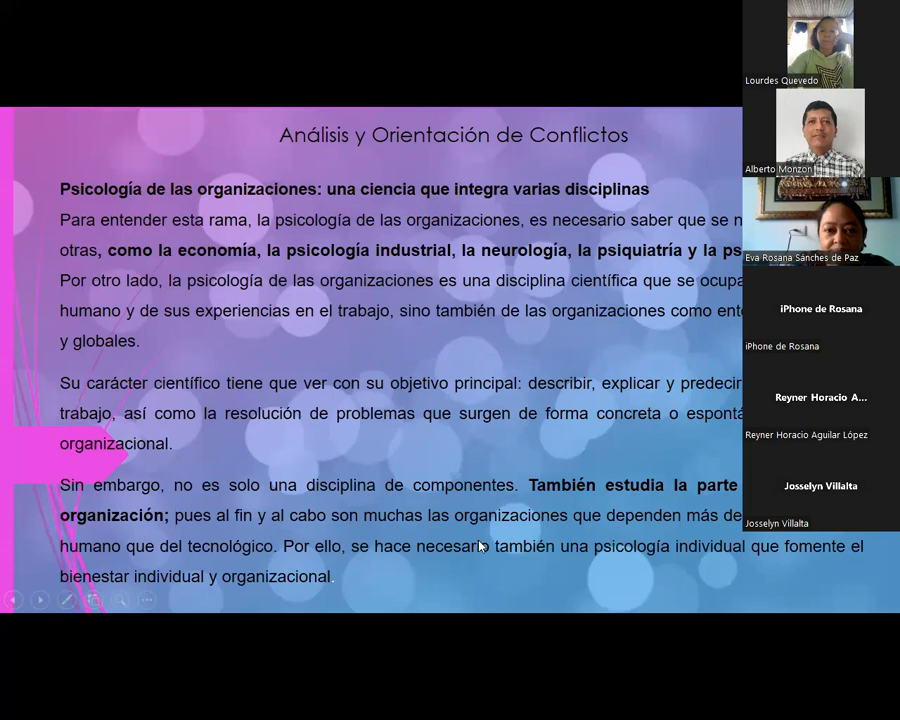 Análisis y Orientación de Conflictos
Psicología de las organizaciones: una ciencia que integra varias disciplinas
Para entender esta rama, la psicología de las organizaciones, es necesario saber que se n
otras, como la economía, la psicología industrial, la neurología, la psiquiatría y la ps
Por otro lado, la psicología de las organizaciones es una disciplina científica que se ocupa
humano y de sus experiencias en el trabajo, sino también de las organizaciones como ent
y globales.
Su carácter científico tiene que ver con su objetivo principal: describir, explicar y predecir
trabajo, así como la resolución de problemas que surgen de forma concreta o espontá
organizacional.
Sin embargo, no es solo una disciplina de componentes. También estudia la parte
organización; pues al fin y al cabo son muchas las organizaciones que dependen más de
humano que del tecnológico. Por ello, se hace necesario también una psicología individual que fomente el
bienestar individual y organizacional.
Lourdes Quevedo
Alberto Monzon
Eva Rosana Sánches de Paz
iPhone de Rosana
iPhone de Rosana
Reyner Horacio A...
Reyner Horacio Aguilar López
Josselyn Villalta
Josselyn Villalta